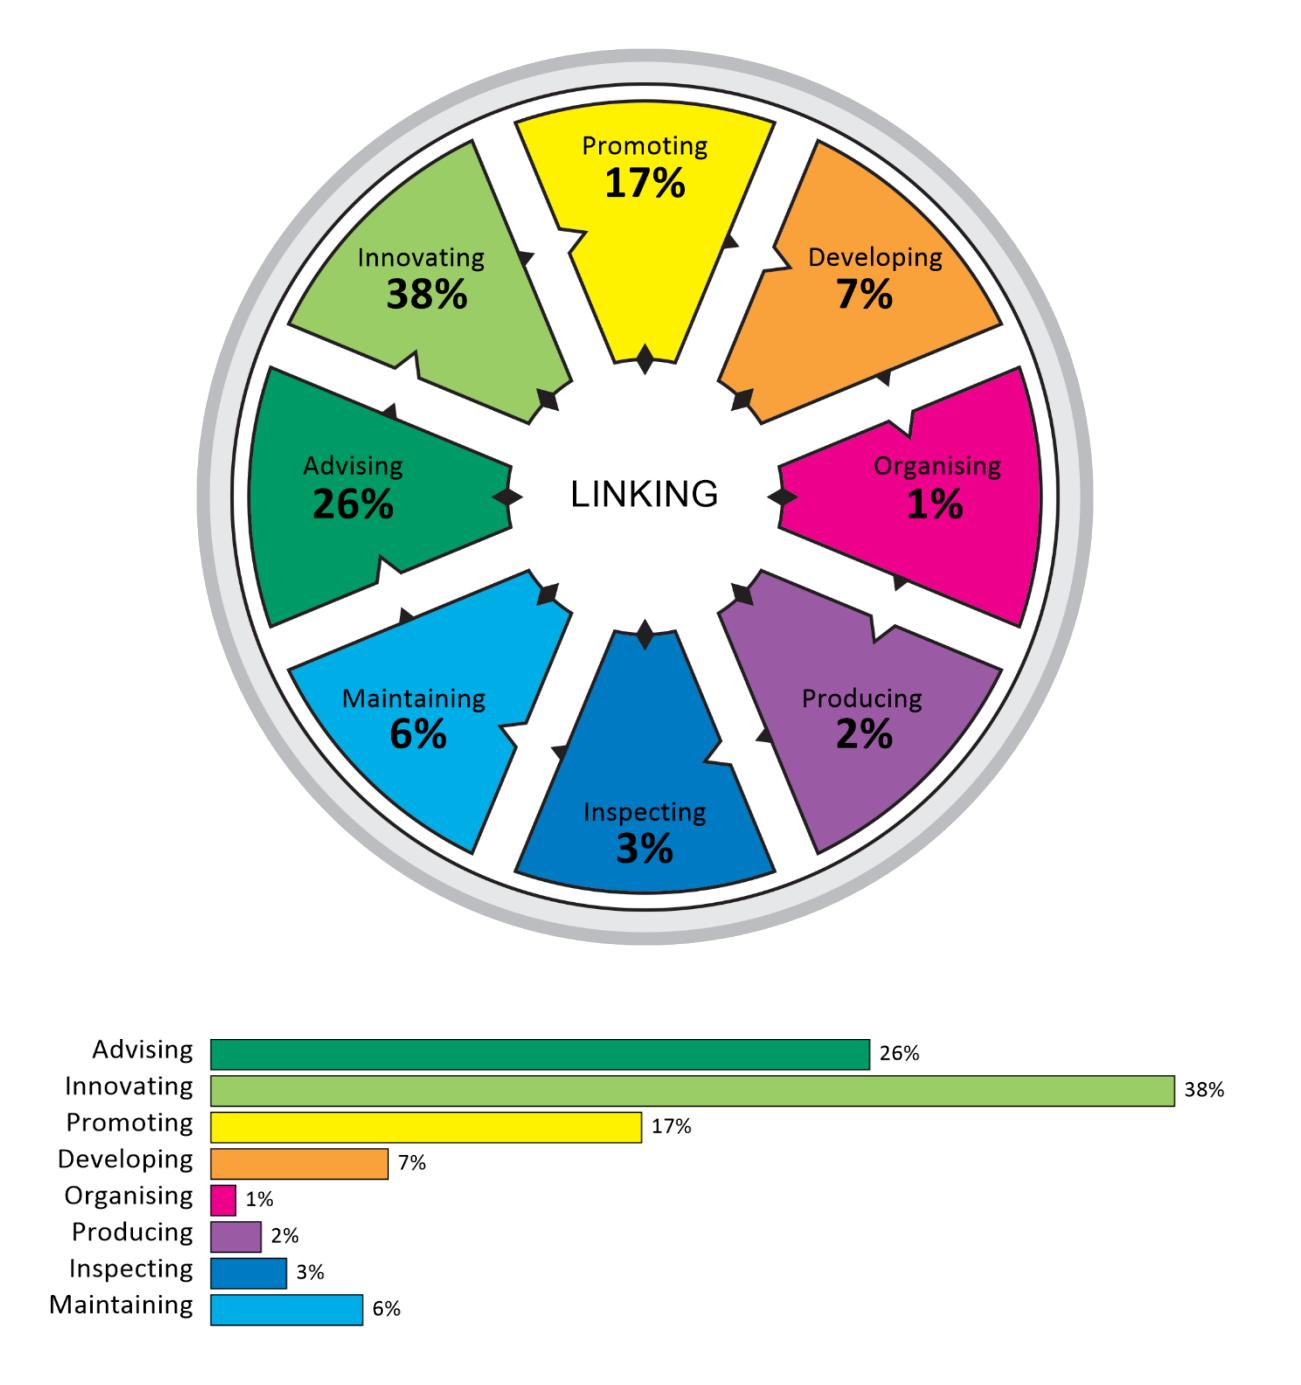 Promoting
17%
Innovating
38%
Developing
7%
Advising
26%
LINKING
Organising
1%
Maintaining
6%
Producing
2%
Inspecting
3%
Advising 26%
Innovating 38%
Promoting 17%
Developing 7%
Organising 1%
Producing 2%
Inspecting 3%
Maintaining 6%